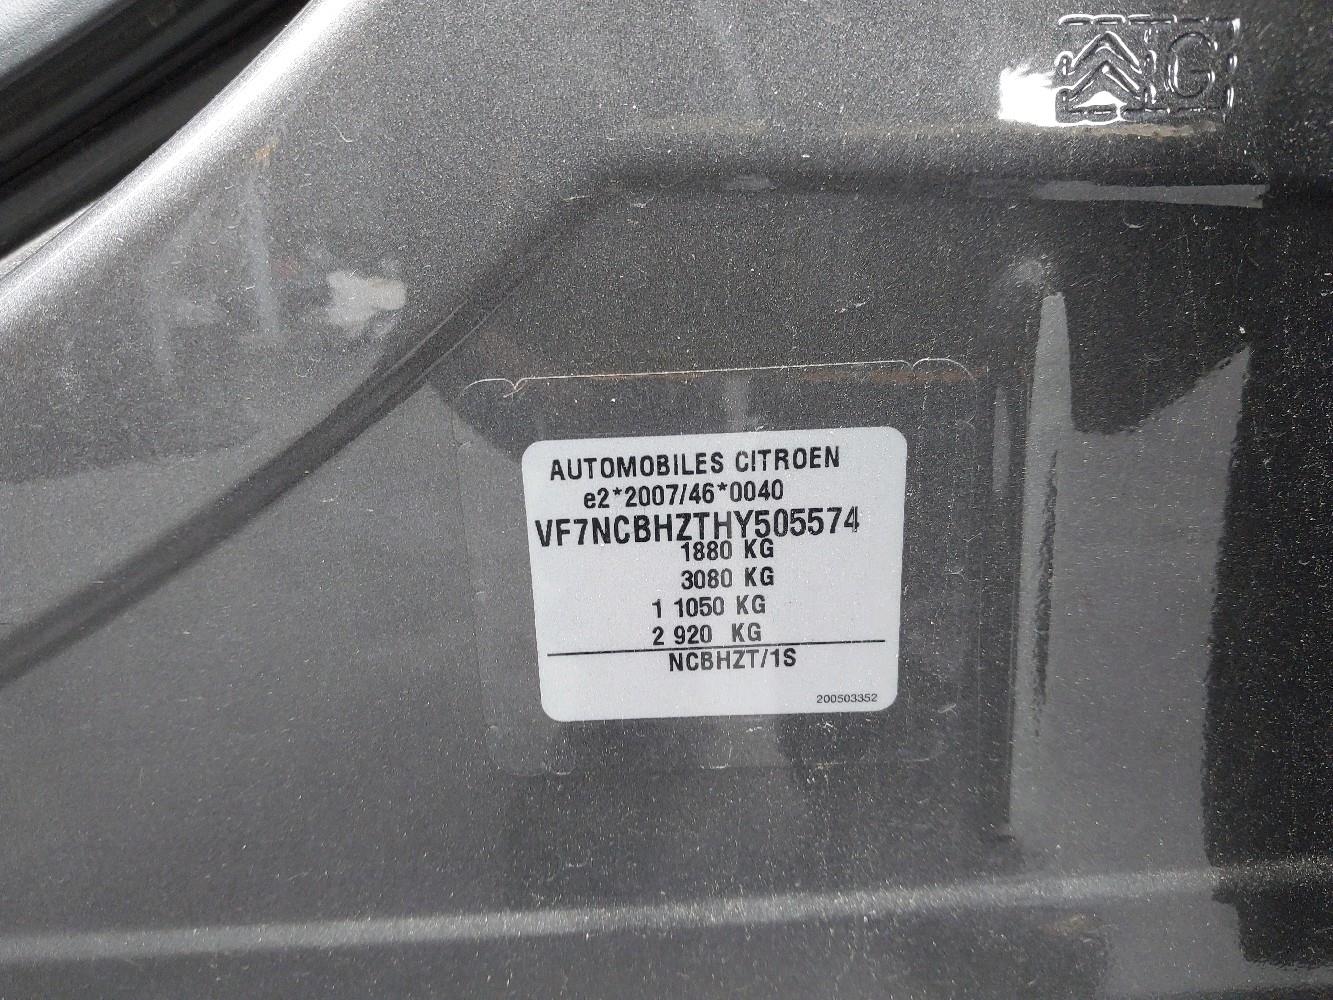 G
AUTOMOBILES CITROEN
e2*2007/46*0040
VF7NCBHZTHY505574
1880 KG
3080 KG
1 1050 KG
2 920 KG
NCBHZT/1S
200503352